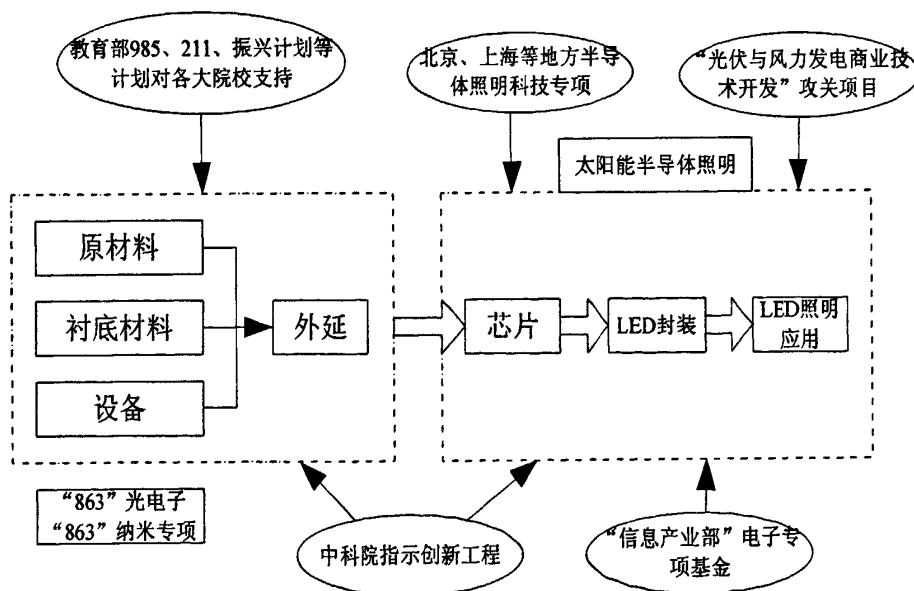 教育部985、211、振兴计划等
计划对各大院校支持
北京、上海等地方半导
体照明科技专项
“光伏与风力发电商业技
术开发”攻关项目
太阳能半导体照明
原材料
衬底材料
设备
外延
芯片
LED封装
LED照明
应用
“863”光电子
“863”纳米专项
中科院指示创新工程
“信息产业部”电子专
项基金